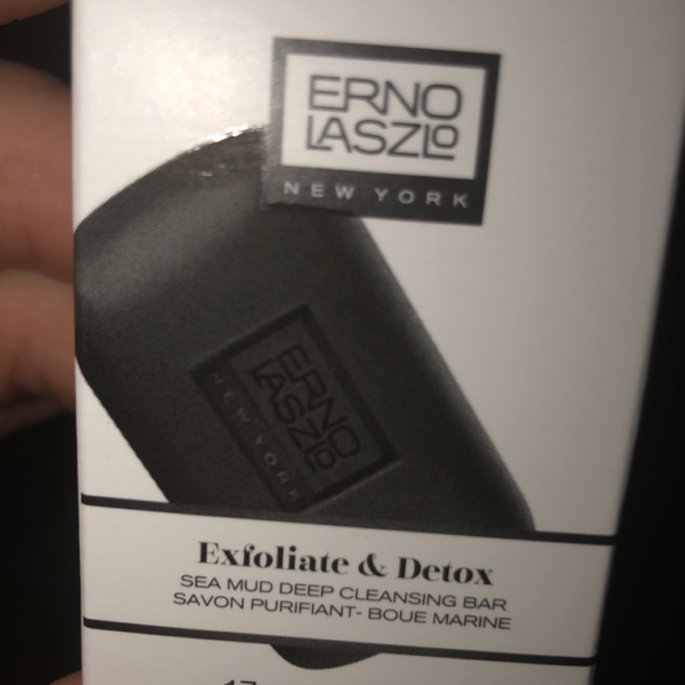 ERNO
LASZLO
NEW YORK
ERNO
LASZLO
NEW YORK
Exfoliate & Detox
SEA MUD DEEP CLEANSING BAR
SAVON PURIFIANT- BOUE MARINE
17